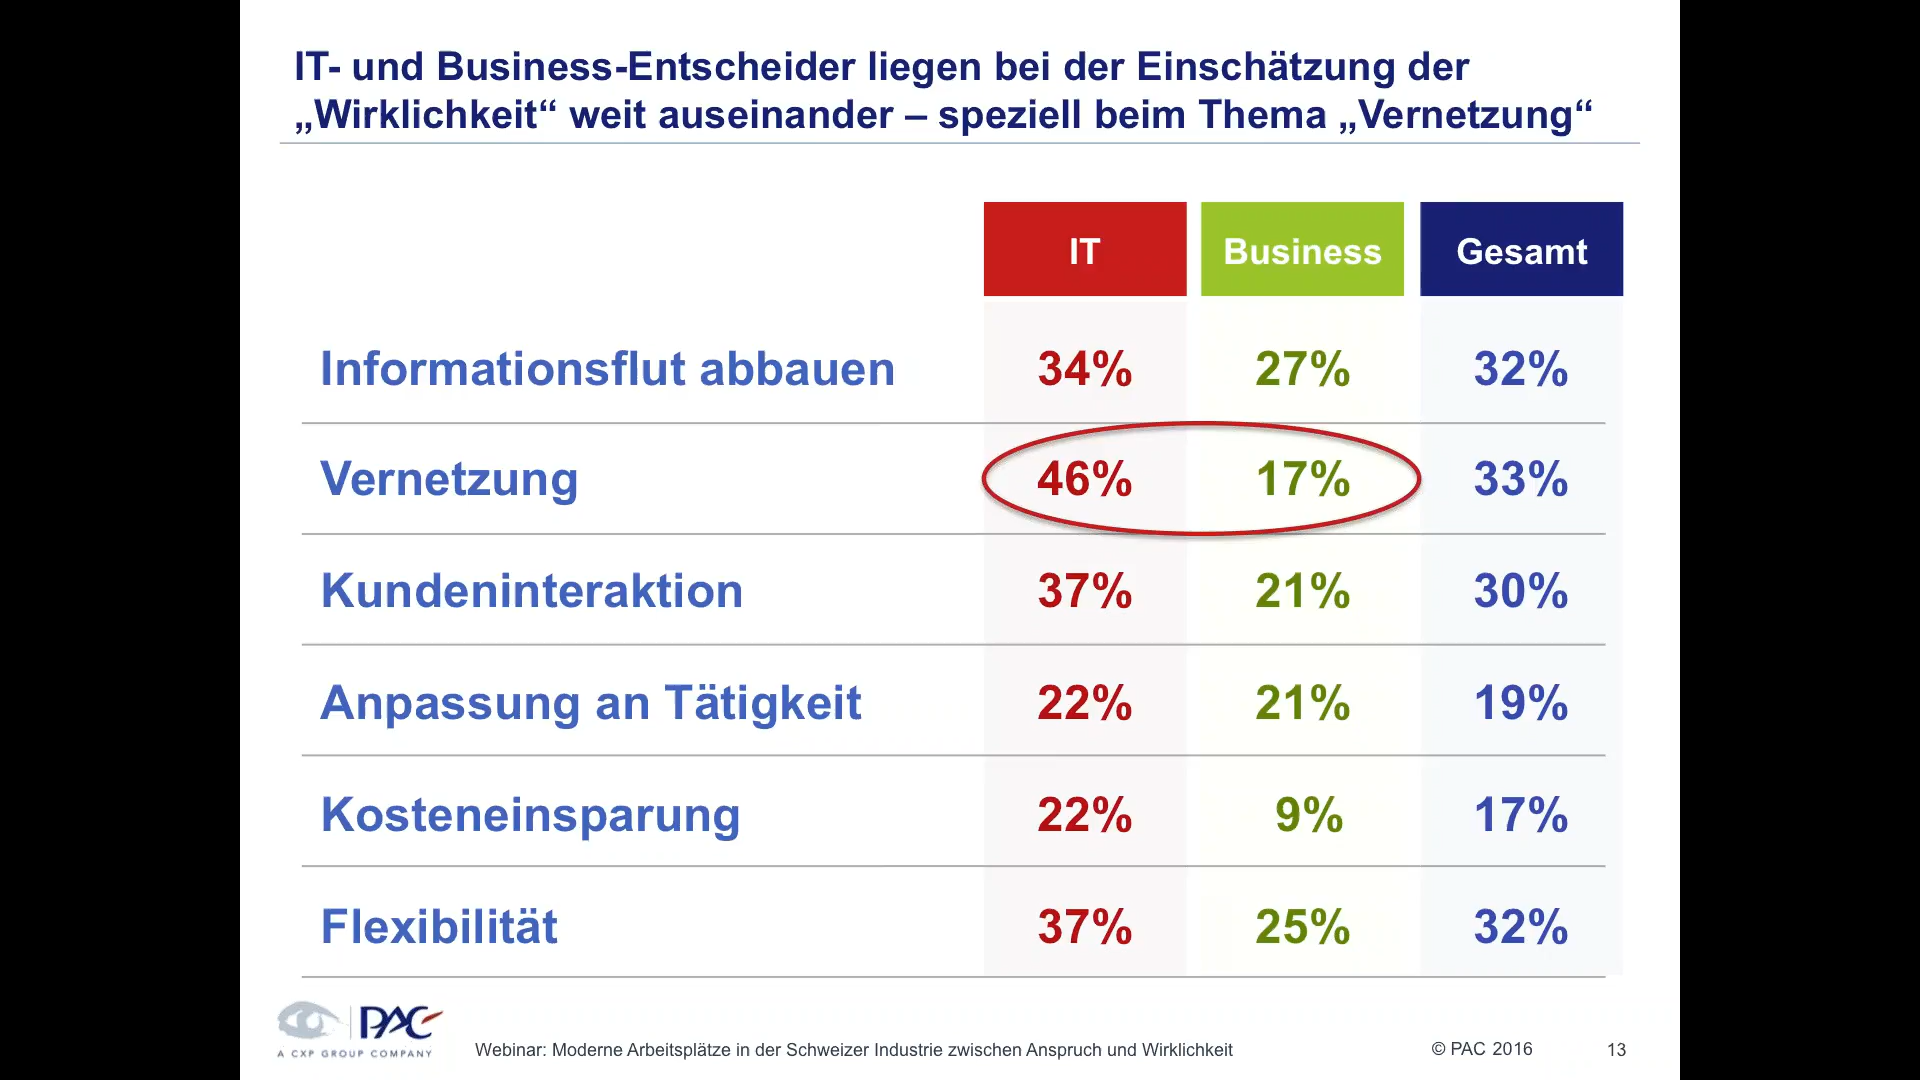 IT- und Business-Entscheider liegen bei der Einschätzung der
„Wirklichkeit“ weit auseinander – speziell beim Thema „Vernetzung“
IT Business Gesamt
Informationsflut abbauen 34% 27% 32%
Vernetzung 46% 17% 33%
Kundeninteraktion 37% 21% 30%
Anpassung an Tätigkeit 22% 21% 19%
Kosteneinsparung 22% 9% 17%
Flexibilität 37% 25% 32%
PAC
A CXP GROUP COMPANY
Webinar: Moderne Arbeitsplätze in der Schweizer Industrie zwischen Anspruch und Wirklichkeit © PAC 2016 13